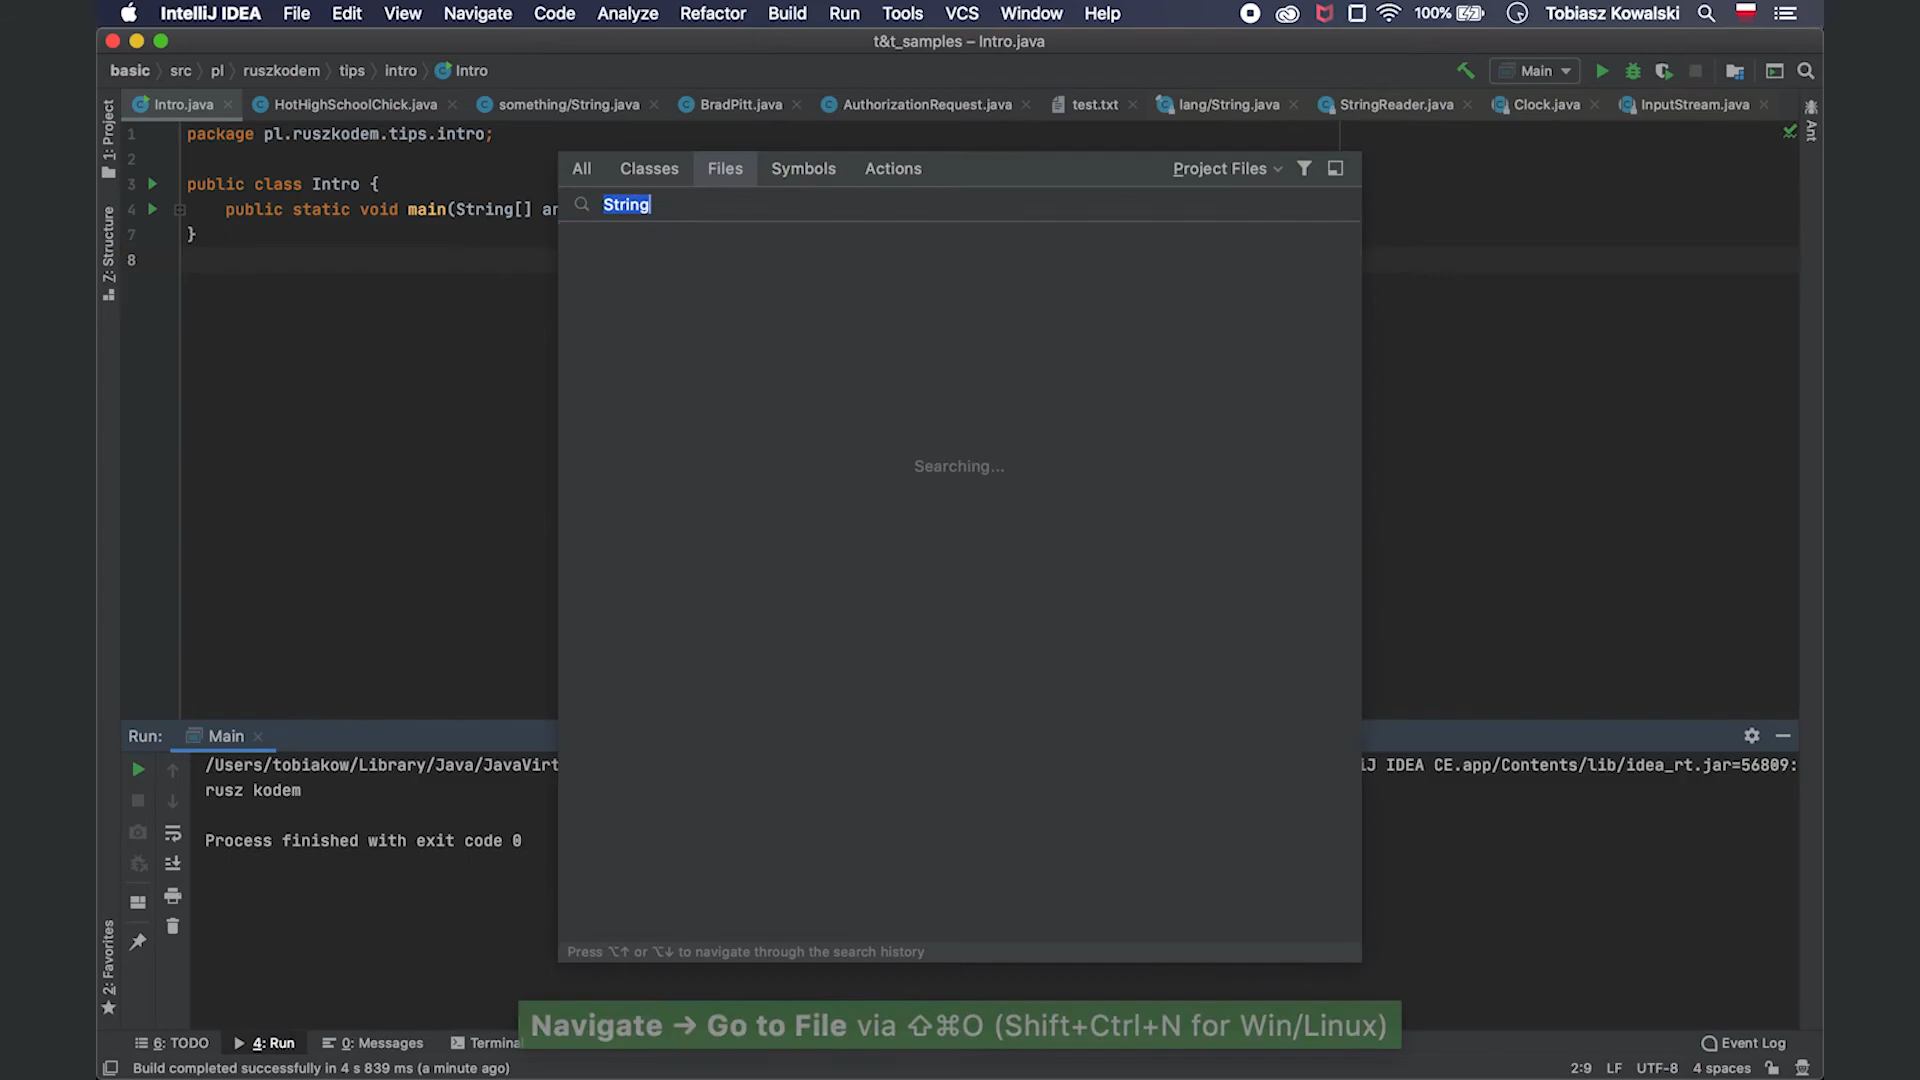 IntelliJ IDEA File Edit View Navigate Code Analyze Refactor Build Run Tools VCS Window Help 100% Tobiasz Kowalski
t&t_samples – Intro.java
basic src pl ruszkodem tips intro Intro Main
Intro.java HotHighSchoolChick.java something/String.java BradPitt.java AuthorizationRequest.java test.txt lang/String.java StringReader.java Clock.java InputStream.java
1: Project
Z: Structure
2: Favorites
Ant
1 package pl.ruszkodem.tips.intro;
2
3 public class Intro {
4 public static void main(String[] ar
7 }
8
All Classes Files Symbols Actions Project Files
String
Searching...
Press ⌥↑ or ⌥↓ to navigate through the search history
Run: Main
/Users/tobiakow/Library/Java/JavaVirt lJ IDEA CE.app/Contents/lib/idea_rt.jar=56809:
rusz kodem
Process finished with exit code 0
Navigate → Go to File via ⇧⌘O (Shift+Ctrl+N for Win/Linux)
6: TODO 4: Run 0: Messages Terminal Event Log
Build completed successfully in 4 s 839 ms (a minute ago) 2:9 LF UTF-8 4 spaces